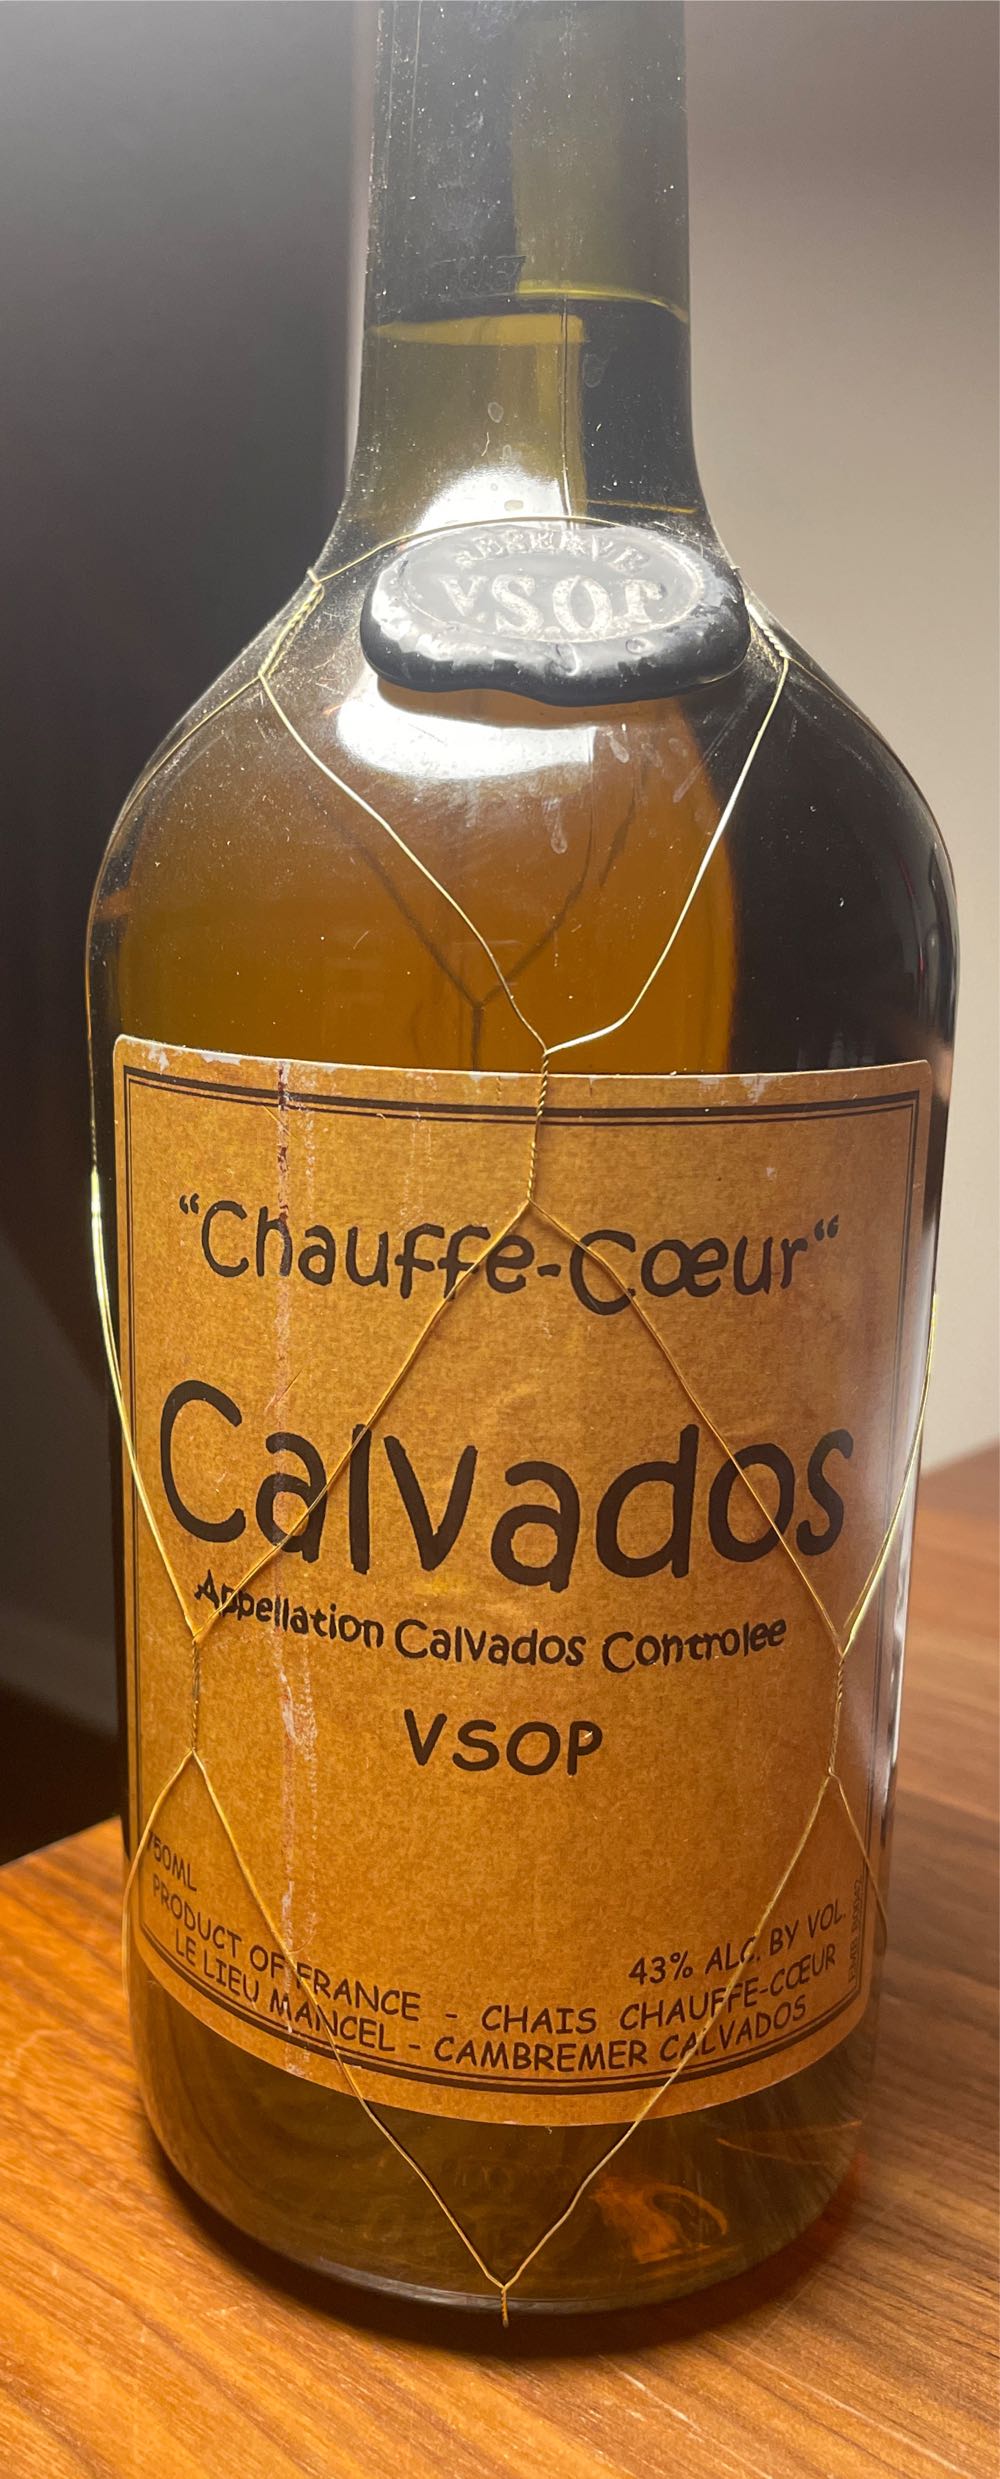 RESERVE
VSOP
“Chauffe-Cœur“
Calvados
Appellation Calvados Controlee
VSOP
750ML
43% ALC. BY VOL.
PRODUCT OF FRANCE - CHAIS CHAUFFE-CŒUR
LE LIEU MANCEL - CAMBREMER CALVADOS